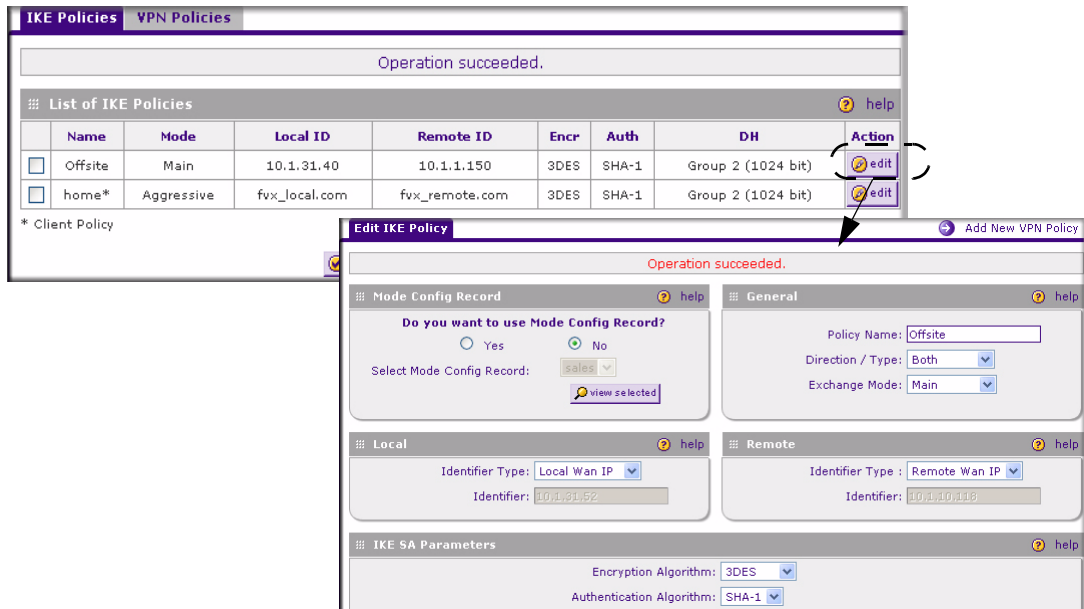 IKE Policies VPN Policies
Operation succeeded.
List of IKE Policies help
Name Mode Local ID Remote ID Encr Auth DH Action
Offsite Main 10.1.31.40 10.1.1.150 3DES SHA-1 Group 2 (1024 bit) edit
home* Aggressive fvx_local.com fvx_remote.com 3DES SHA-1 Group 2 (1024 bit) edit
* Client Policy
Edit IKE Policy Add New VPN Policy
Operation succeeded.
Mode Config Record help
Do you want to use Mode Config Record?
Yes No
Select Mode Config Record: sales
view selected
General help
Policy Name: Offsite
Direction / Type: Both
Exchange Mode: Main
Local help
Identifier Type: Local Wan IP
Identifier: 10.1.31.52
Remote help
Identifier Type : Remote Wan IP
Identifier: 10.1.10.118
IKE SA Parameters help
Encryption Algorithm: 3DES
Authentication Algorithm: SHA-1